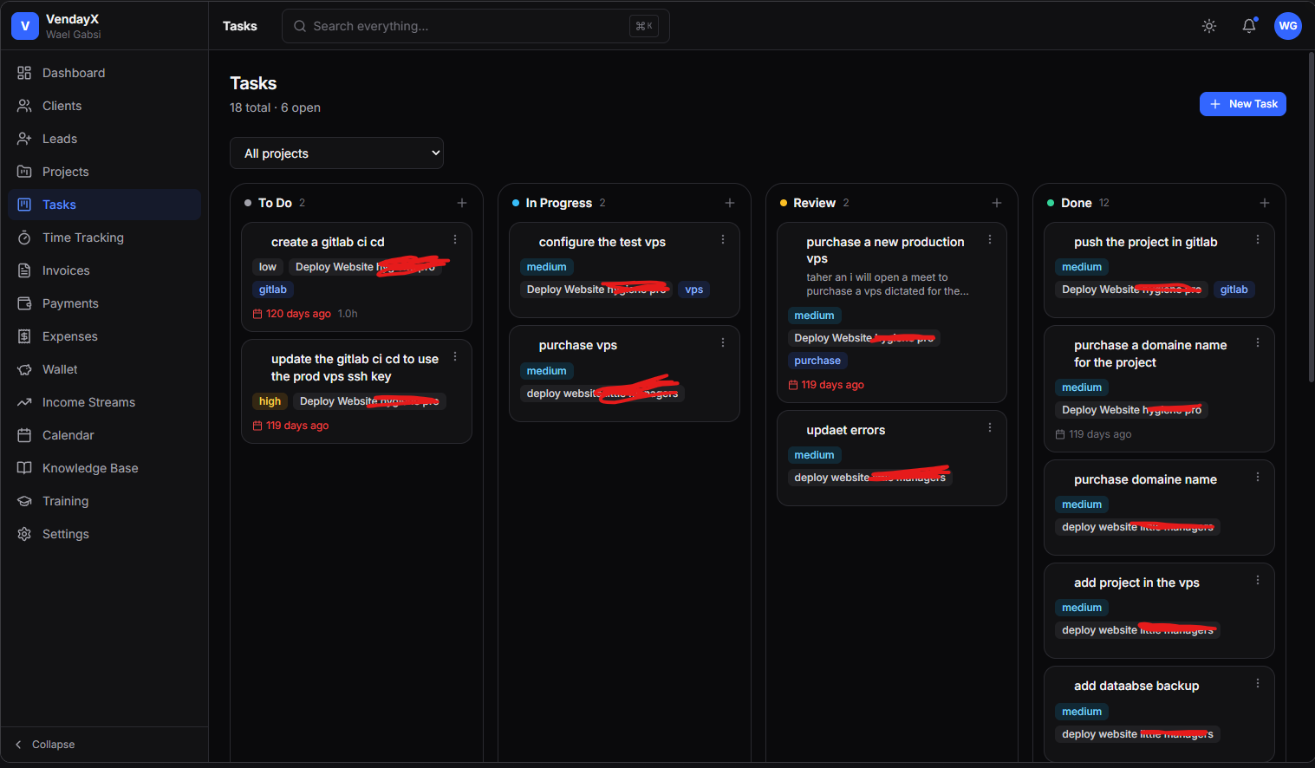 V
VendayX
Wael Gabsi
Tasks
Search everything...
⌘K
WG
Dashboard
Clients
Leads
Projects
Tasks
Time Tracking
Invoices
Payments
Expenses
Wallet
Income Streams
Calendar
Knowledge Base
Training
Settings
Collapse
Tasks
18 total · 6 open
New Task
All projects
To Do 2
create a gitlab ci cd
low Deploy Website
gitlab
120 days ago 1.0h
update the gitlab ci cd to use
the prod vps ssh key
high Deploy Website
119 days ago
In Progress 2
configure the test vps
medium
Deploy Website vps
purchase vps
medium
deploy website
Review 2
purchase a new production
vps
taher an i will open a meet to
purchase a vps dictated for the...
medium
Deploy Website
purchase
119 days ago
updaet errors
medium
deploy website
Done 12
push the project in gitlab
medium
Deploy Website gitlab
purchase a domaine name
for the project
medium
Deploy Website
119 days ago
purchase domaine name
medium
deploy website
add project in the vps
medium
deploy website
add dataabse backup
medium
deploy website